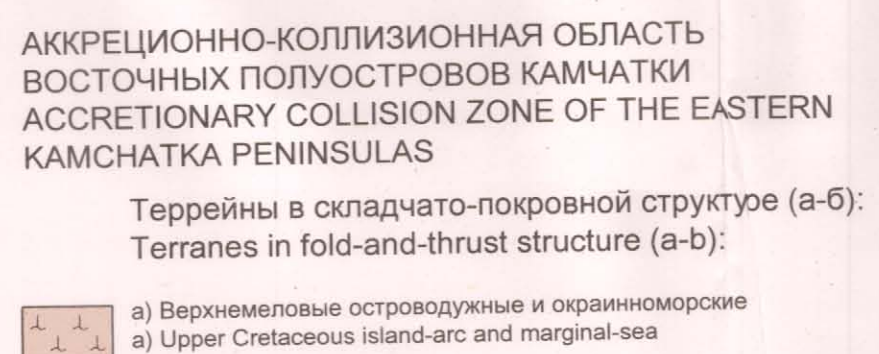 АККРЕЦИОННО-КОЛЛИЗИОННАЯ ОБЛАСТЬ
ВОСТОЧНЫХ ПОЛУОСТРОВОВ КАМЧАТКИ
ACCRETIONARY COLLISION ZONE OF THE EASTERN
KAMCHATKA PENINSULAS
Террейны в складчато-покровной структуре (а-б):
Terranes in fold-and-thrust structure (a-b):
а) Верхнемеловые островодужные и окраинноморские
a) Upper Cretaceous island-arc and marginal-sea